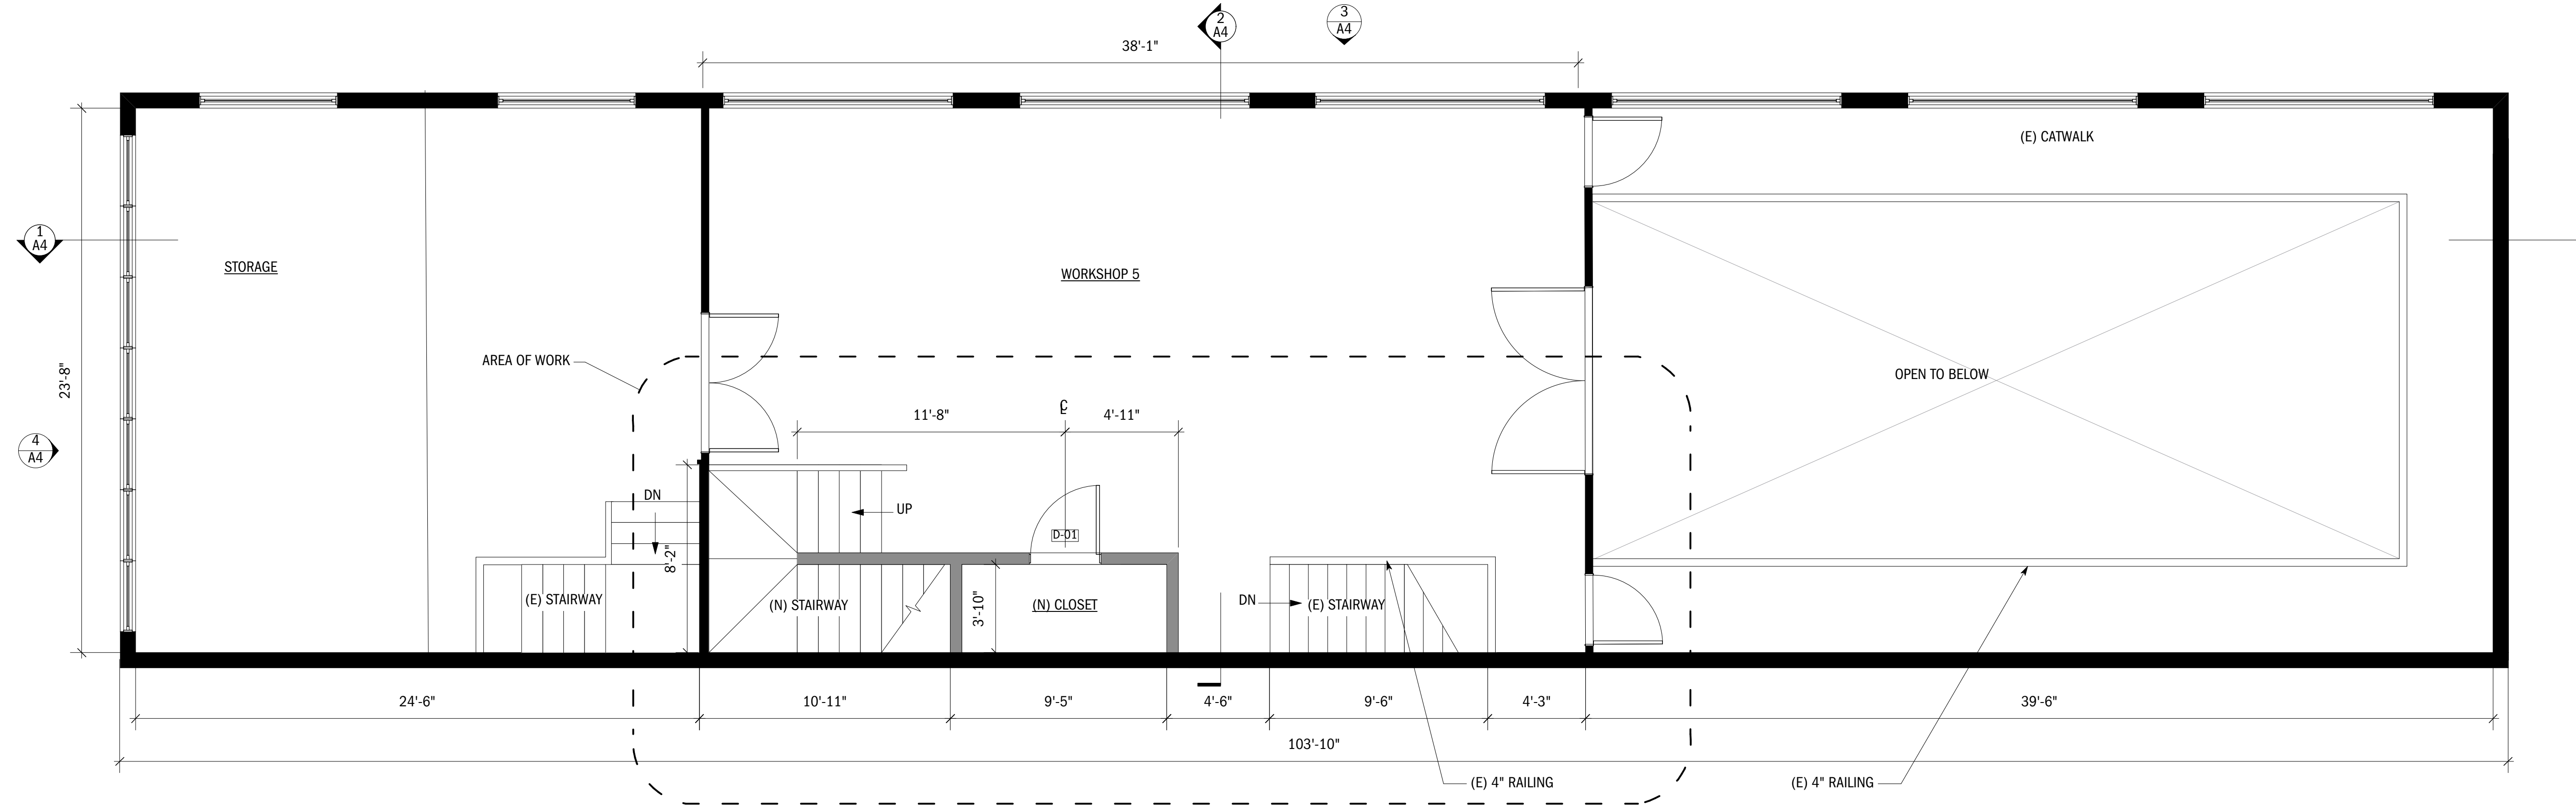 2
A4
3
A4
38'-1"
(E) CATWALK
1
A4
STORAGE
WORKSHOP 5
AREA OF WORK
23'-8"
OPEN TO BELOW
11'-8"
℄
4'-11"
4
A4
DN
UP
D-01
8'-2"
(E) STAIRWAY
(N) STAIRWAY
3'-10"
(N) CLOSET
DN
(E) STAIRWAY
24'-6"
10'-11"
9'-5"
4'-6"
9'-6"
4'-3"
39'-6"
103'-10"
(E) 4" RAILING
(E) 4" RAILING